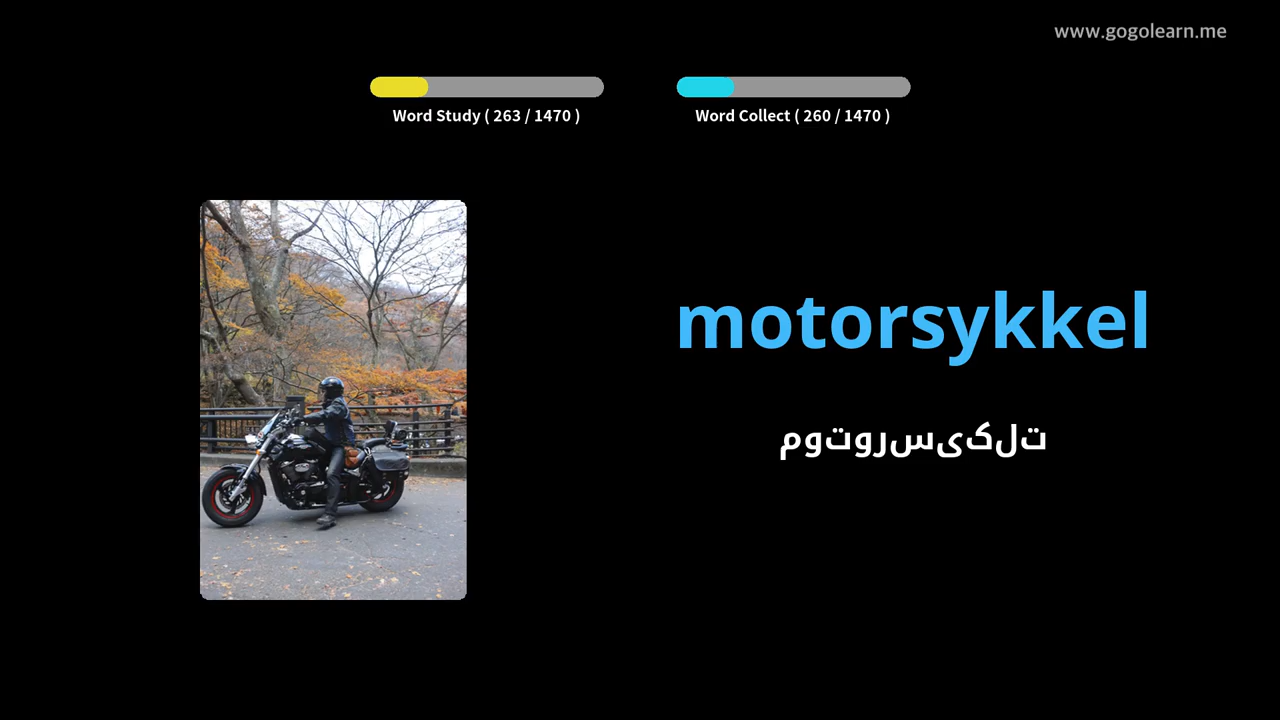 www.gogolearn.me
Word Study ( 263 / 1470 )
Word Collect ( 260 / 1470 )
motorsykkel
موتورسیکلت